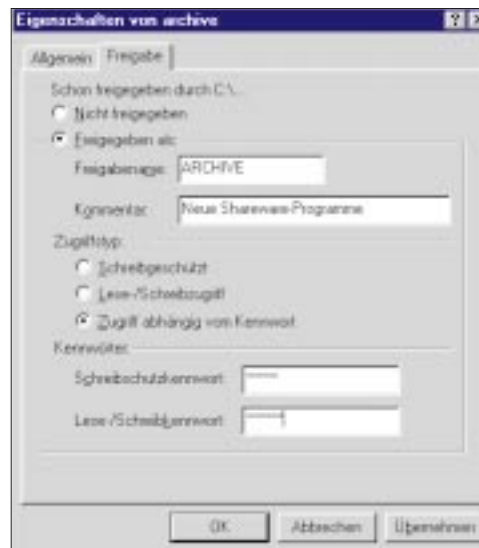 Eigenschaften von archive
Allgemein Freigabe
Schon freigegeben durch C:\...
Nicht freigegeben
Freigegeben als:
Freigabename: ARCHIVE
Kommentar: Neue Shareware-Programme
Zugriffstyp:
Schreibgeschützt
Lese-/Schreibzugriff
Zugriff abhängig vom Kennwort
Kennwörter:
Schreibschutzkennwort:
Lese-/Schreibkennwort:
OK Abbrechen Übernehmen